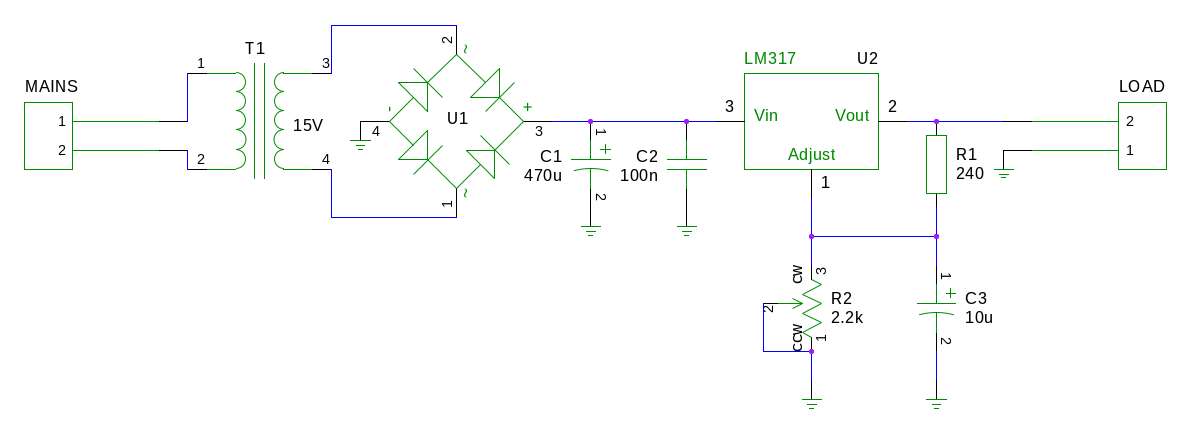 MAINS
1
2
T1
1
2
3
4
15V
2
~
-
4
U1
+
3
1
~
C1
470u
1
+
2
C2
100n
LM317
U2
3
Vin
Vout
2
Adjust
1
R1
240
LOAD
2
1
CW
3
2
R2
2.2k
CCW
1
1
+
C3
10u
2